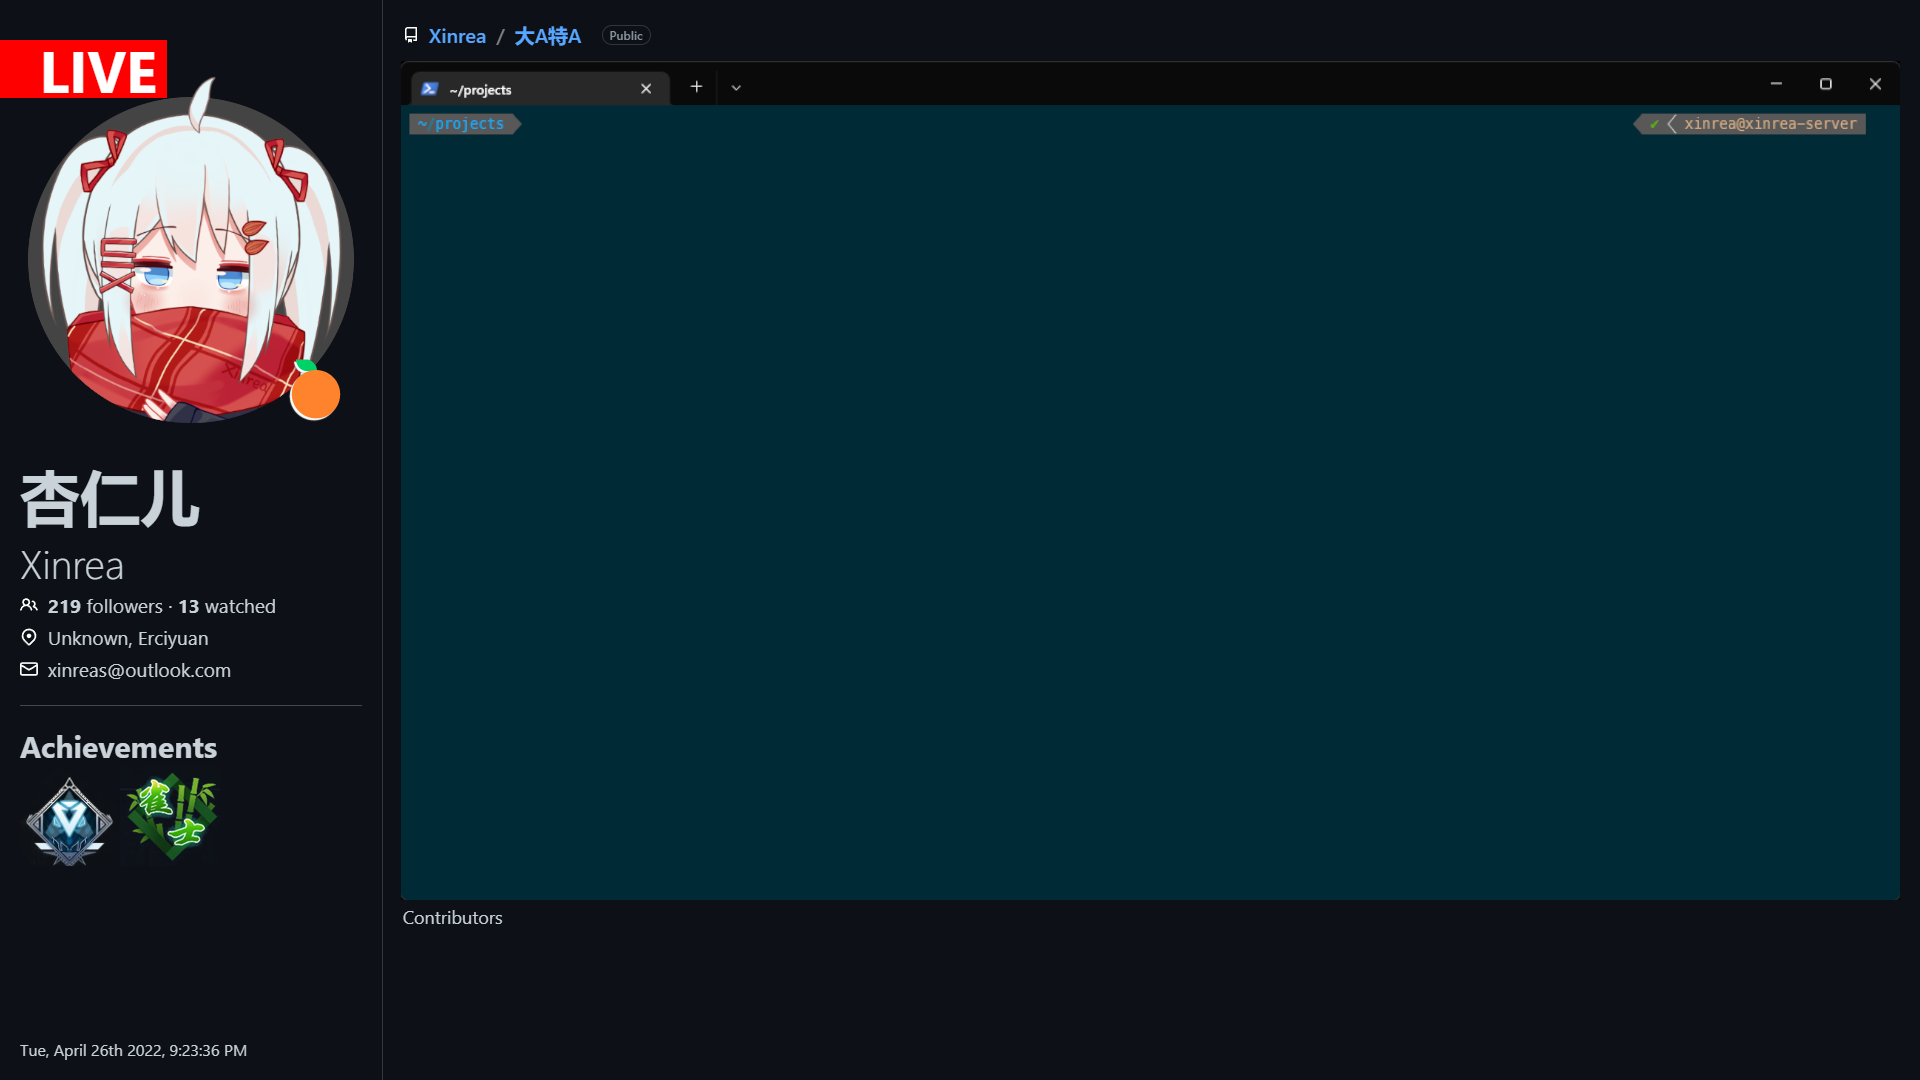 LIVE
Xinrea
杏仁儿
Xinrea
219 followers · 13 watched
Unknown, Erciyuan
xinreas@outlook.com
Achievements
雀士
Tue, April 26th 2022, 9:23:36 PM
Xinrea / 大A特A Public
~/projects
~/projects
✔ xinrea@xinrea-server
Contributors